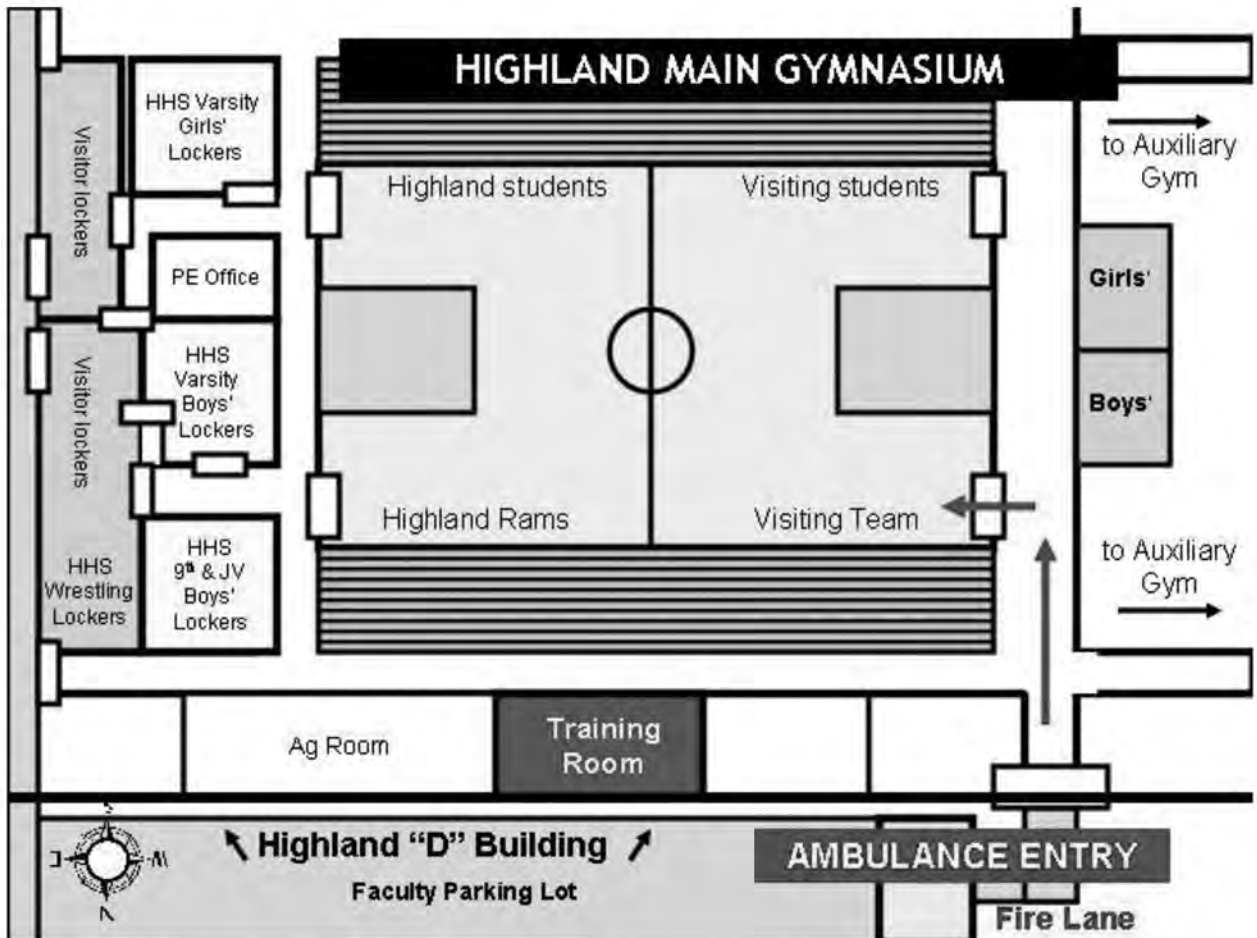 HIGHLAND MAIN GYMNASIUM
HHS Varsity
Girls'
Lockers
Visitor lockers
to Auxiliary
Gym
Highland students
Visiting students
PE Office
Girls'
HHS
Varsity
Boys'
Lockers
Visitor lockers
Boys'
Highland Rams
Visiting Team
HHS
Wrestling
Lockers
HHS
9th & JV
Boys'
Lockers
to Auxiliary
Gym
Ag Room
Training
Room
Highland "D" Building
Faculty Parking Lot
AMBULANCE ENTRY
Fire Lane
W